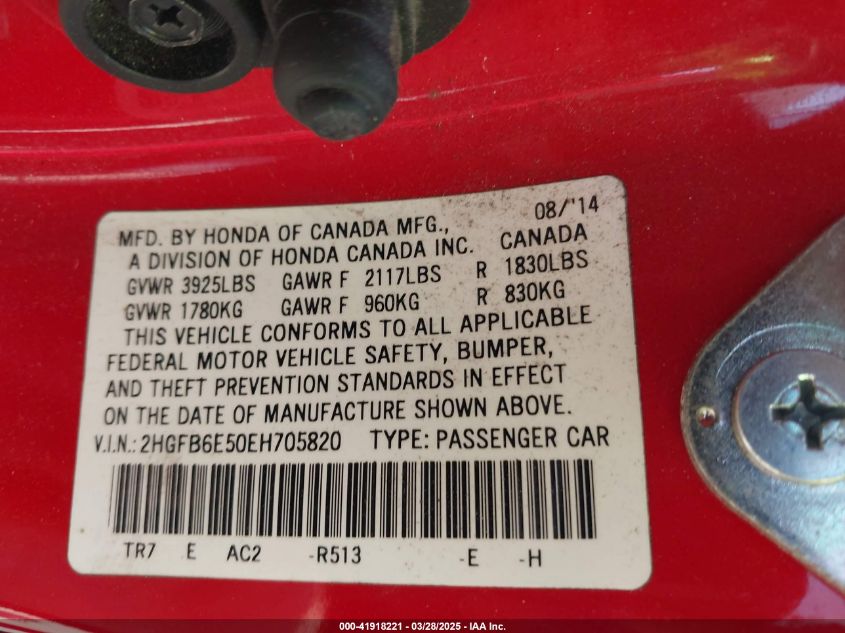 08/'14
MFD. BY HONDA OF CANADA MFG., CANADA
A DIVISION OF HONDA CANADA INC.
GVWR 3925LBS GAWR F 2117LBS R 1830LBS
GVWR 1780KG GAWR F 960KG R 830KG
THIS VEHICLE CONFORMS TO ALL APPLICABLE
FEDERAL MOTOR VEHICLE SAFETY, BUMPER,
AND THEFT PREVENTION STANDARDS IN EFFECT
ON THE DATE OF MANUFACTURE SHOWN ABOVE.
V.I.N.: 2HGFB6E50EH705820 TYPE: PASSENGER CAR
TR7 E AC2 -R513 -E -H
000-41918221 - 03/28/2025 - IAA Inc.